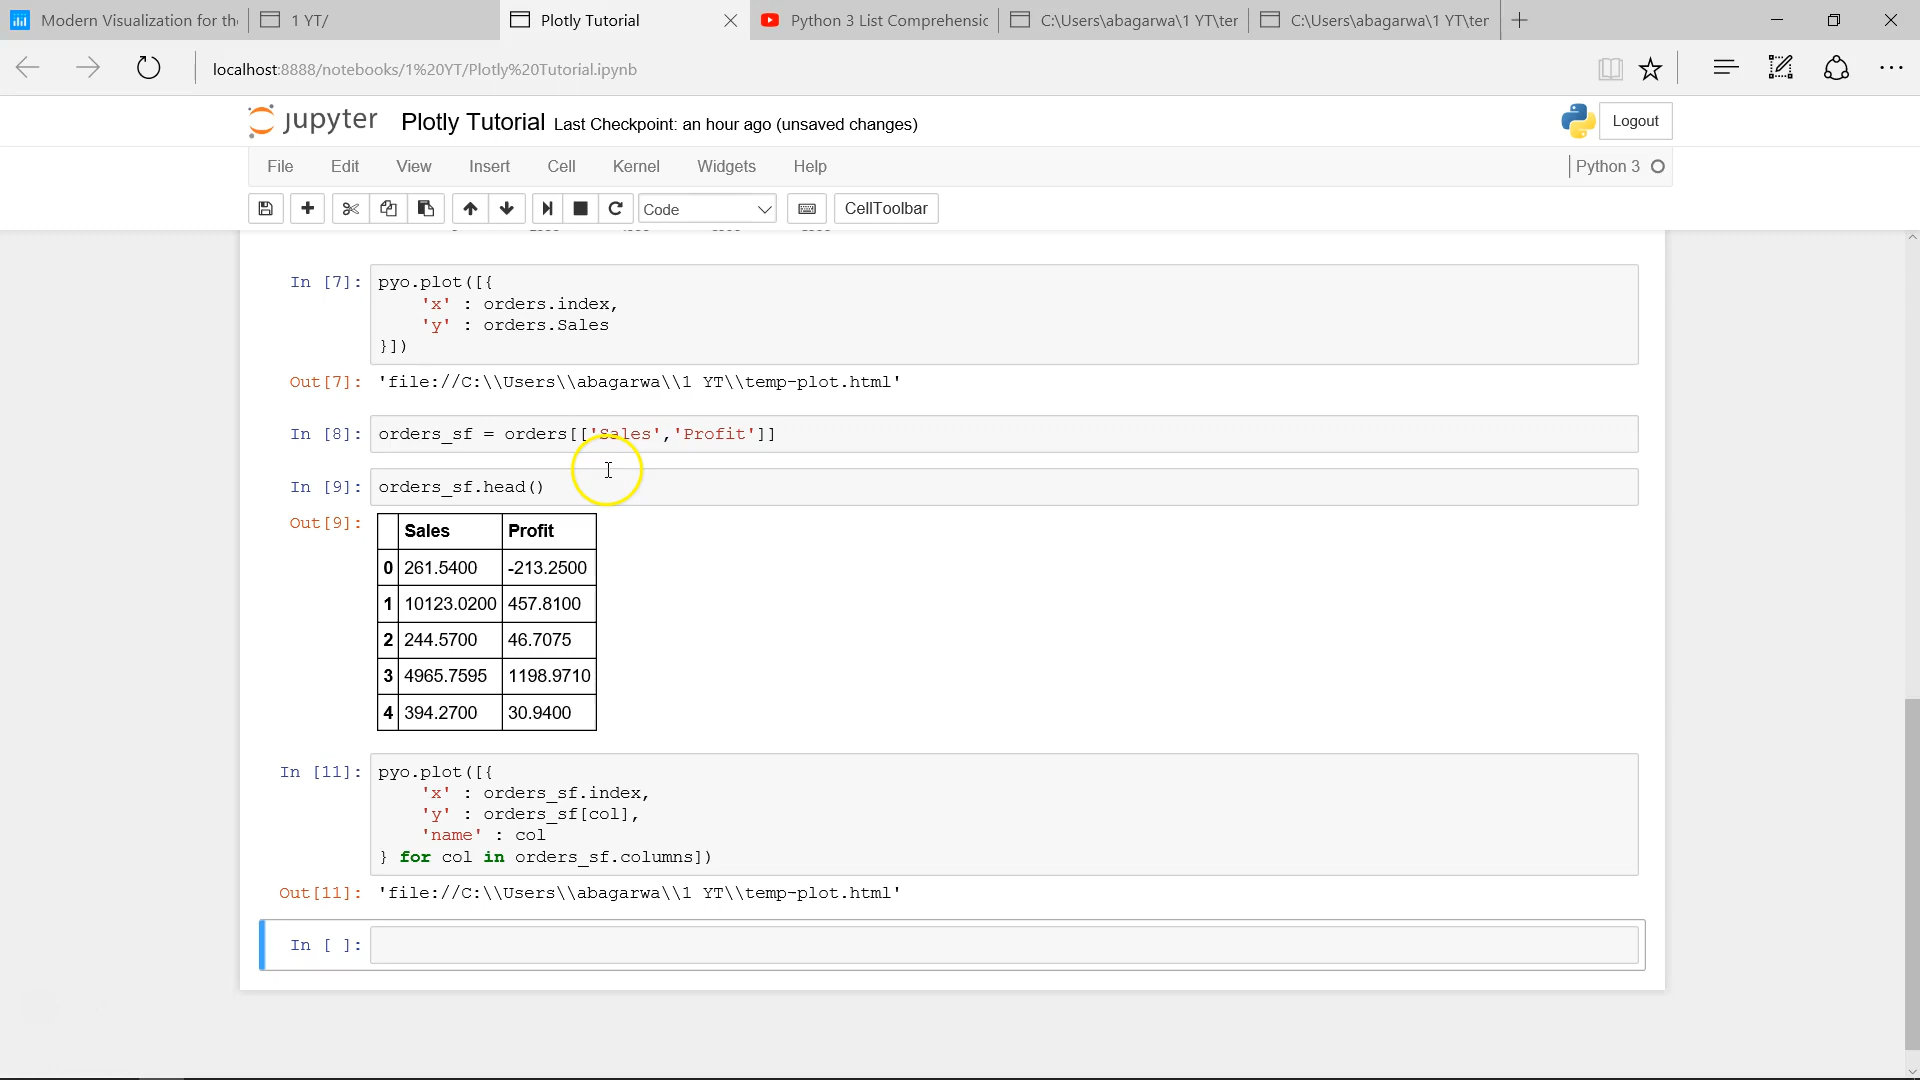 Modern Visualization for the
1 YT/
Plotly Tutorial
Python 3 List Comprehensic
C:\Users\abagarwa\1 YT\ter
C:\Users\abagarwa\1 YT\ter
localhost:8888/notebooks/1%20YT/Plotly%20Tutorial.ipynb
jupyter Plotly Tutorial Last Checkpoint: an hour ago (unsaved changes)
Logout
File Edit View Insert Cell Kernel Widgets Help
Python 3
Code
CellToolbar
In [7]: pyo.plot([{
'x' : orders.index,
'y' : orders.Sales
}])
Out[7]: 'file://C:\\Users\\abagarwa\\1 YT\\temp-plot.html'
In [8]: orders_sf = orders[['Sales','Profit']]
In [9]: orders_sf.head()
Out[9]:
Sales Profit
0 261.5400 -213.2500
1 10123.0200 457.8100
2 244.5700 46.7075
3 4965.7595 1198.9710
4 394.2700 30.9400
In [11]: pyo.plot([{
'x' : orders_sf.index,
'y' : orders_sf[col],
'name' : col
} for col in orders_sf.columns])
Out[11]: 'file://C:\\Users\\abagarwa\\1 YT\\temp-plot.html'
In [ ]: